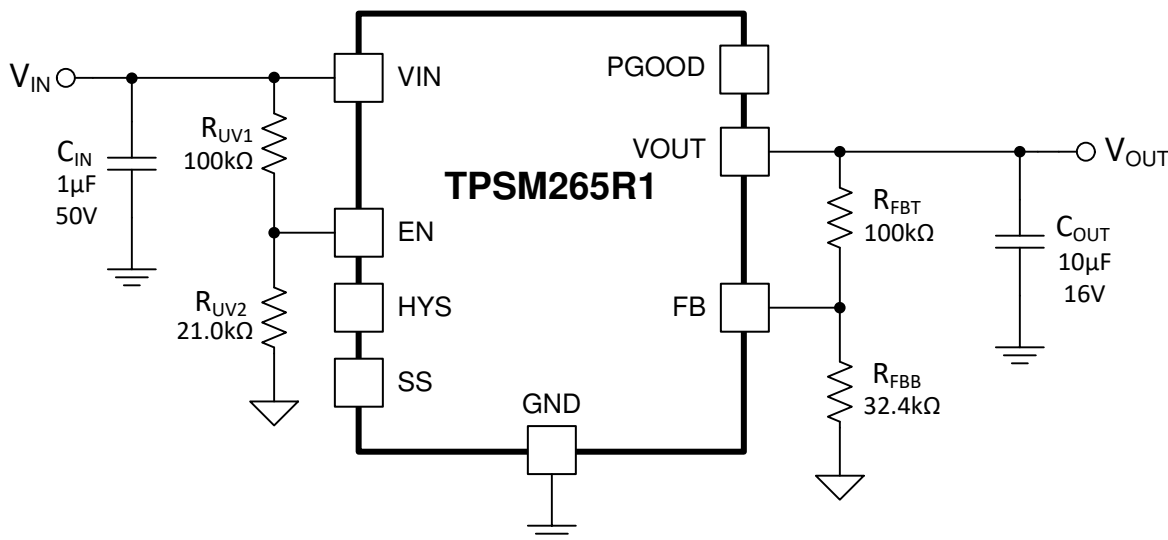 V_IN
C_IN
1µF
50V
R_UV1
100kΩ
R_UV2
21.0kΩ
VIN
EN
HYS
SS
TPSM265R1
GND
PGOOD
VOUT
FB
R_FBT
100kΩ
R_FBB
32.4kΩ
C_OUT
10µF
16V
V_OUT